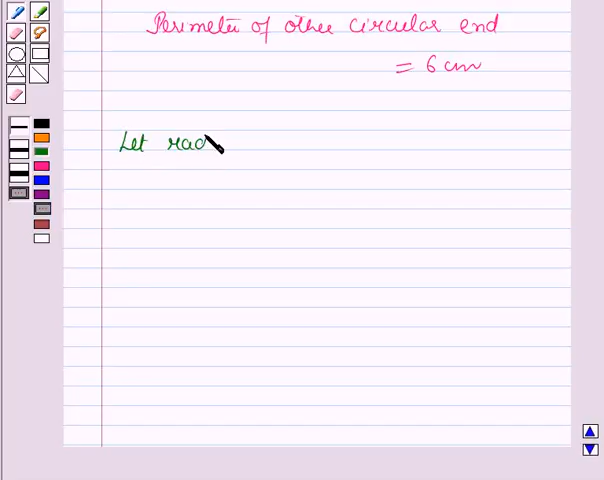 Perimeter of other circular end
= 6 cm
Let rad